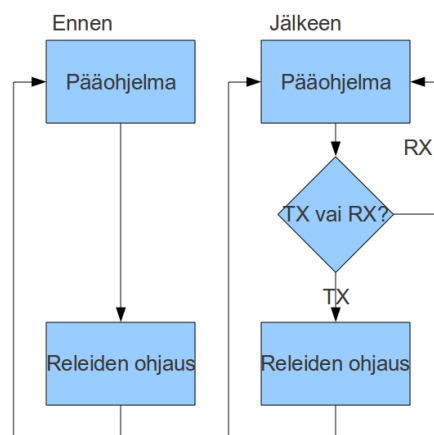 Ennen
Pääohjelma
Releiden ohjaus
Jälkeen
Pääohjelma
RX
TX vai RX?
TX
Releiden ohjaus